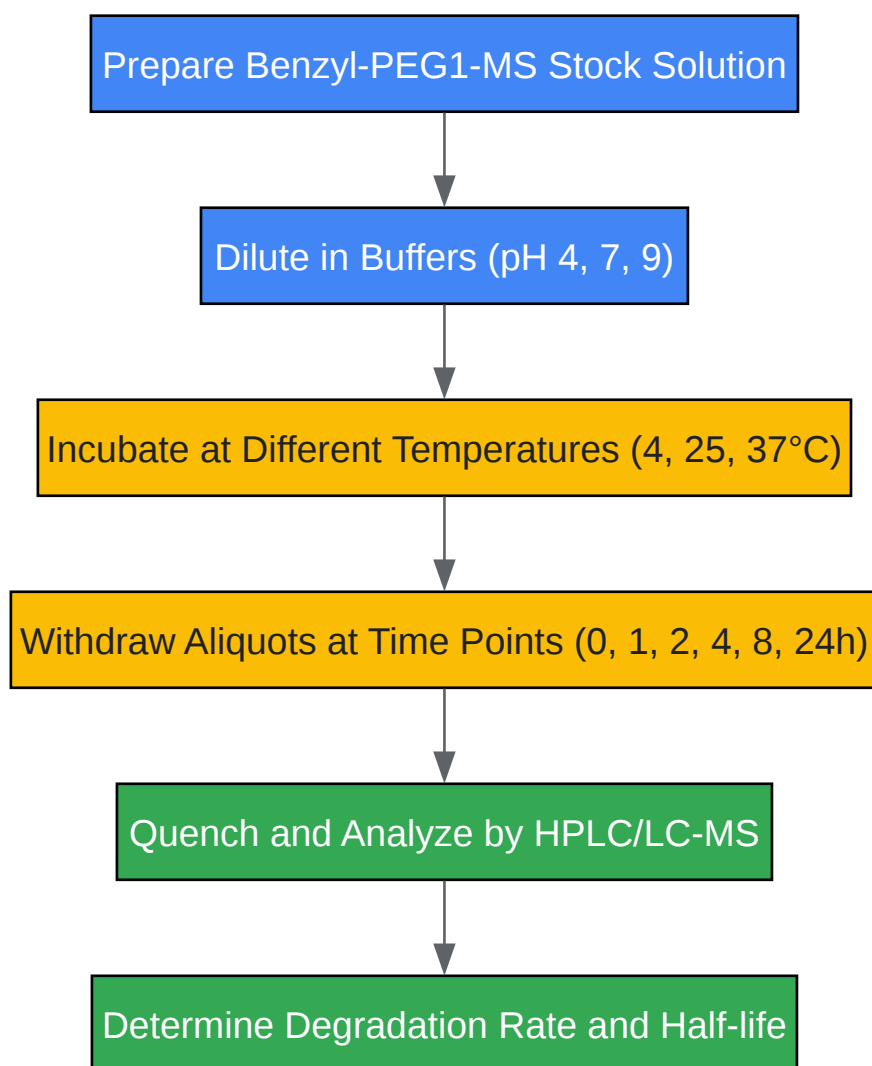 Prepare Benzyl-PEG1-MS Stock Solution
Dilute in Buffers (pH 4, 7, 9)
Incubate at Different Temperatures (4, 25, 37°C)
Withdraw Aliquots at Time Points (0, 1, 2, 4, 8, 24h)
Quench and Analyze by HPLC/LC-MS
Determine Degradation Rate and Half-life